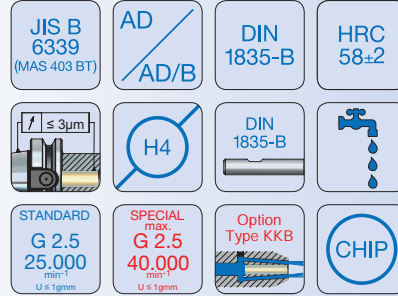 JIS B
6339
(MAS 403 BT)
AD
AD/B
DIN
1835-B
HRC
58±2
≤ 3μm
H4
DIN
1835-B
STANDARD
G 2.5
25.000
min⁻¹
U ≤ 1gmm
SPECIAL
max.
G 2.5
40.000
min⁻¹
U ≤ 1gmm
Option
Type KKB
CHIP